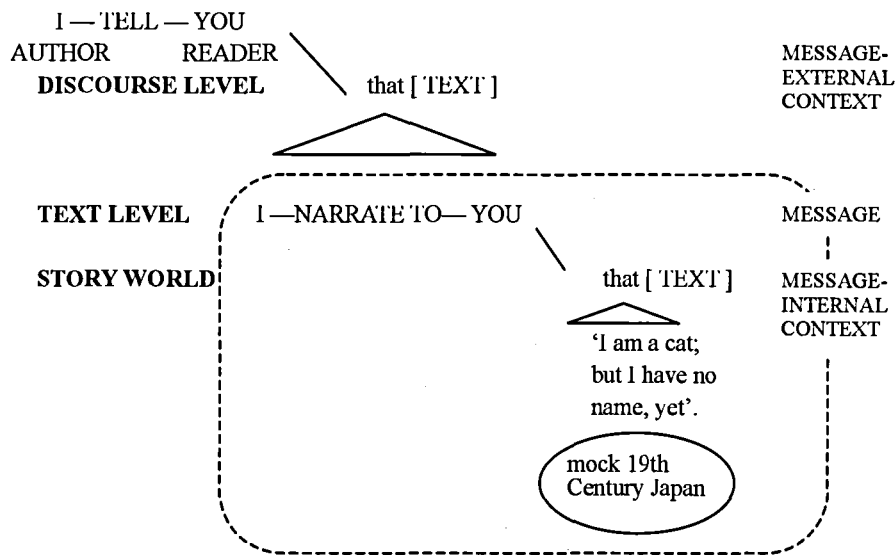 I — TELL — YOU
AUTHOR READER
DISCOURSE LEVEL that [ TEXT ]
MESSAGE-
EXTERNAL
CONTEXT
TEXT LEVEL I —NARRATE TO— YOU MESSAGE
STORY WORLD that [ TEXT ]
MESSAGE-
INTERNAL
CONTEXT
‘I am a cat;
but I have no
name, yet’.
mock 19th
Century Japan